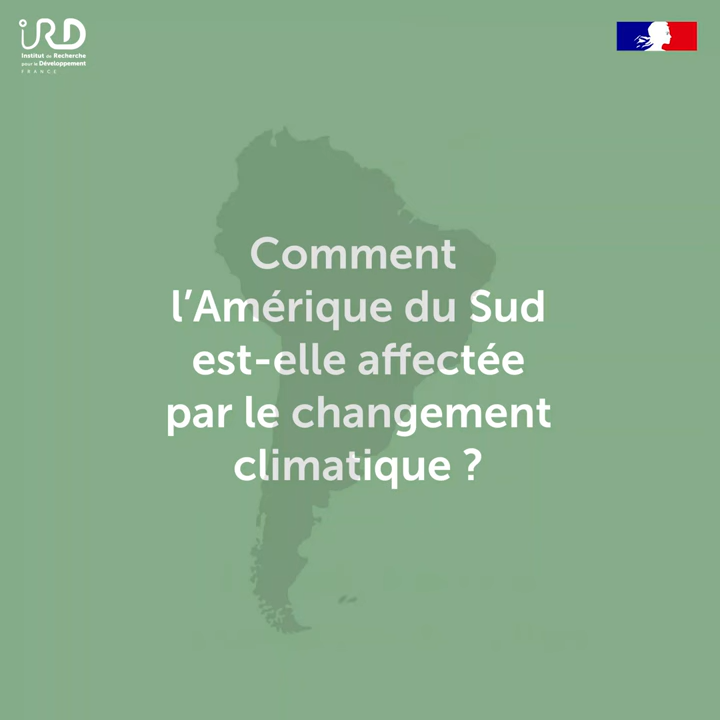 IRD
Institut de Recherche
pour le Développement
FRANCE
Comment
l’Amérique du Sud
est-elle affectée
par le changement
climatique ?